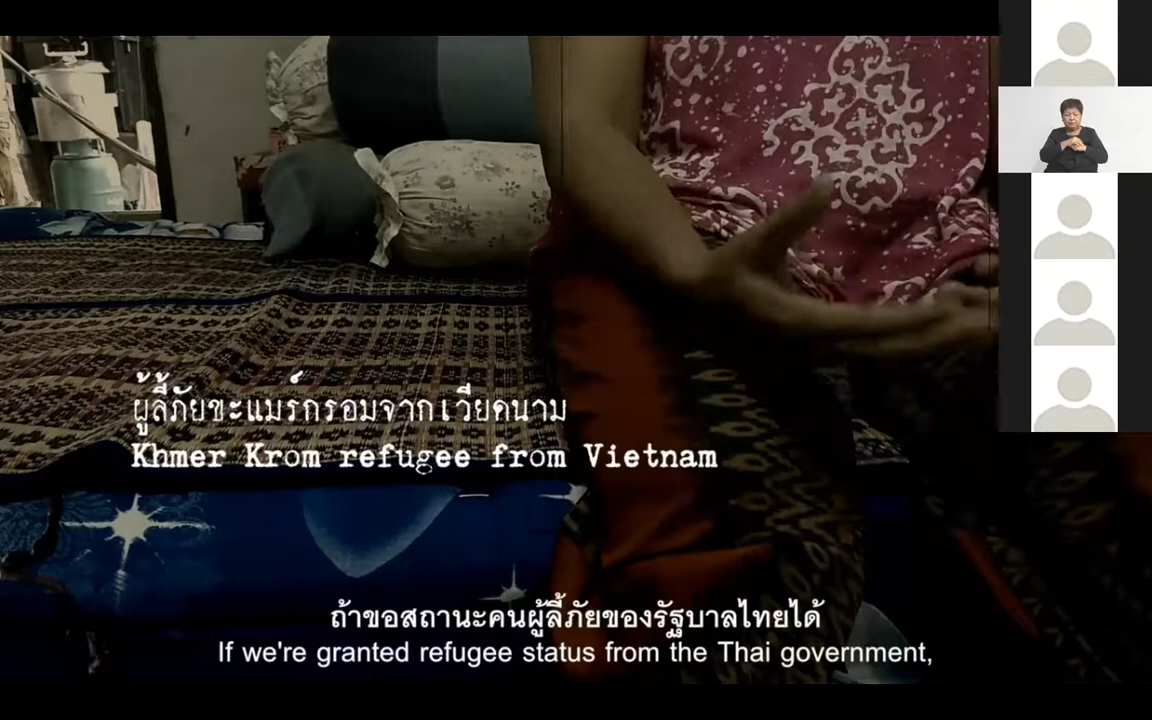 ผู้ลี้ภัยขะแมร์กรอมจากเวียดนาม
Khmer Krom refugee from Vietnam
ถ้าขอสถานะคนผู้ลี้ภัยของรัฐบาลไทยได้
If we're granted refugee status from the Thai government,